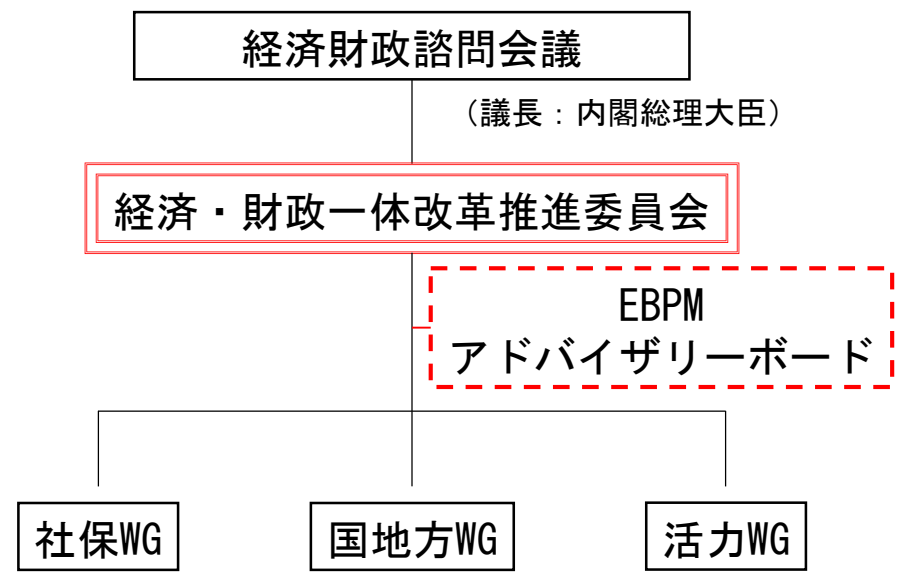 経済財政諮問会議
（議長：内閣総理大臣）
経済・財政一体改革推進委員会
EBPM
アドバイザリーボード
社保WG
国地方WG
活力WG